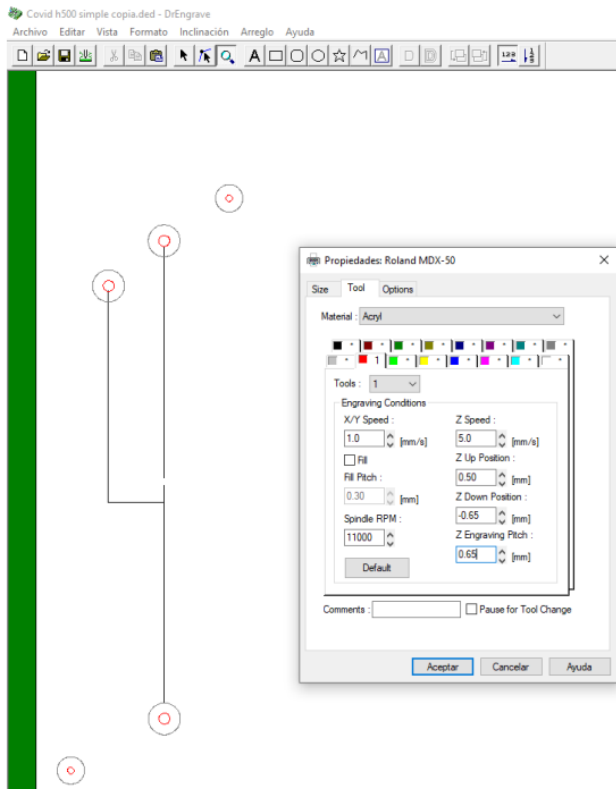 Covid h500 simple copia.ded - DrEngrave
Archivo Editar Vista Formato Inclinación Arreglo Ayuda
A A D D 123
Propiedades: Roland MDX-50
Size Tool Options
Material : Acryl
1
Tools : 1
Engraving Conditions
X/Y Speed : Z Speed :
1.0 [mm/s] 5.0 [mm/s]
Fill Z Up Position :
Fill Pitch : 0.50 [mm]
0.30 [mm] Z Down Position :
Spindle RPM : -0.65 [mm]
11000 Z Engraving Pitch :
Default 0.65 [mm]
Comments : Pause for Tool Change
Aceptar Cancelar Ayuda